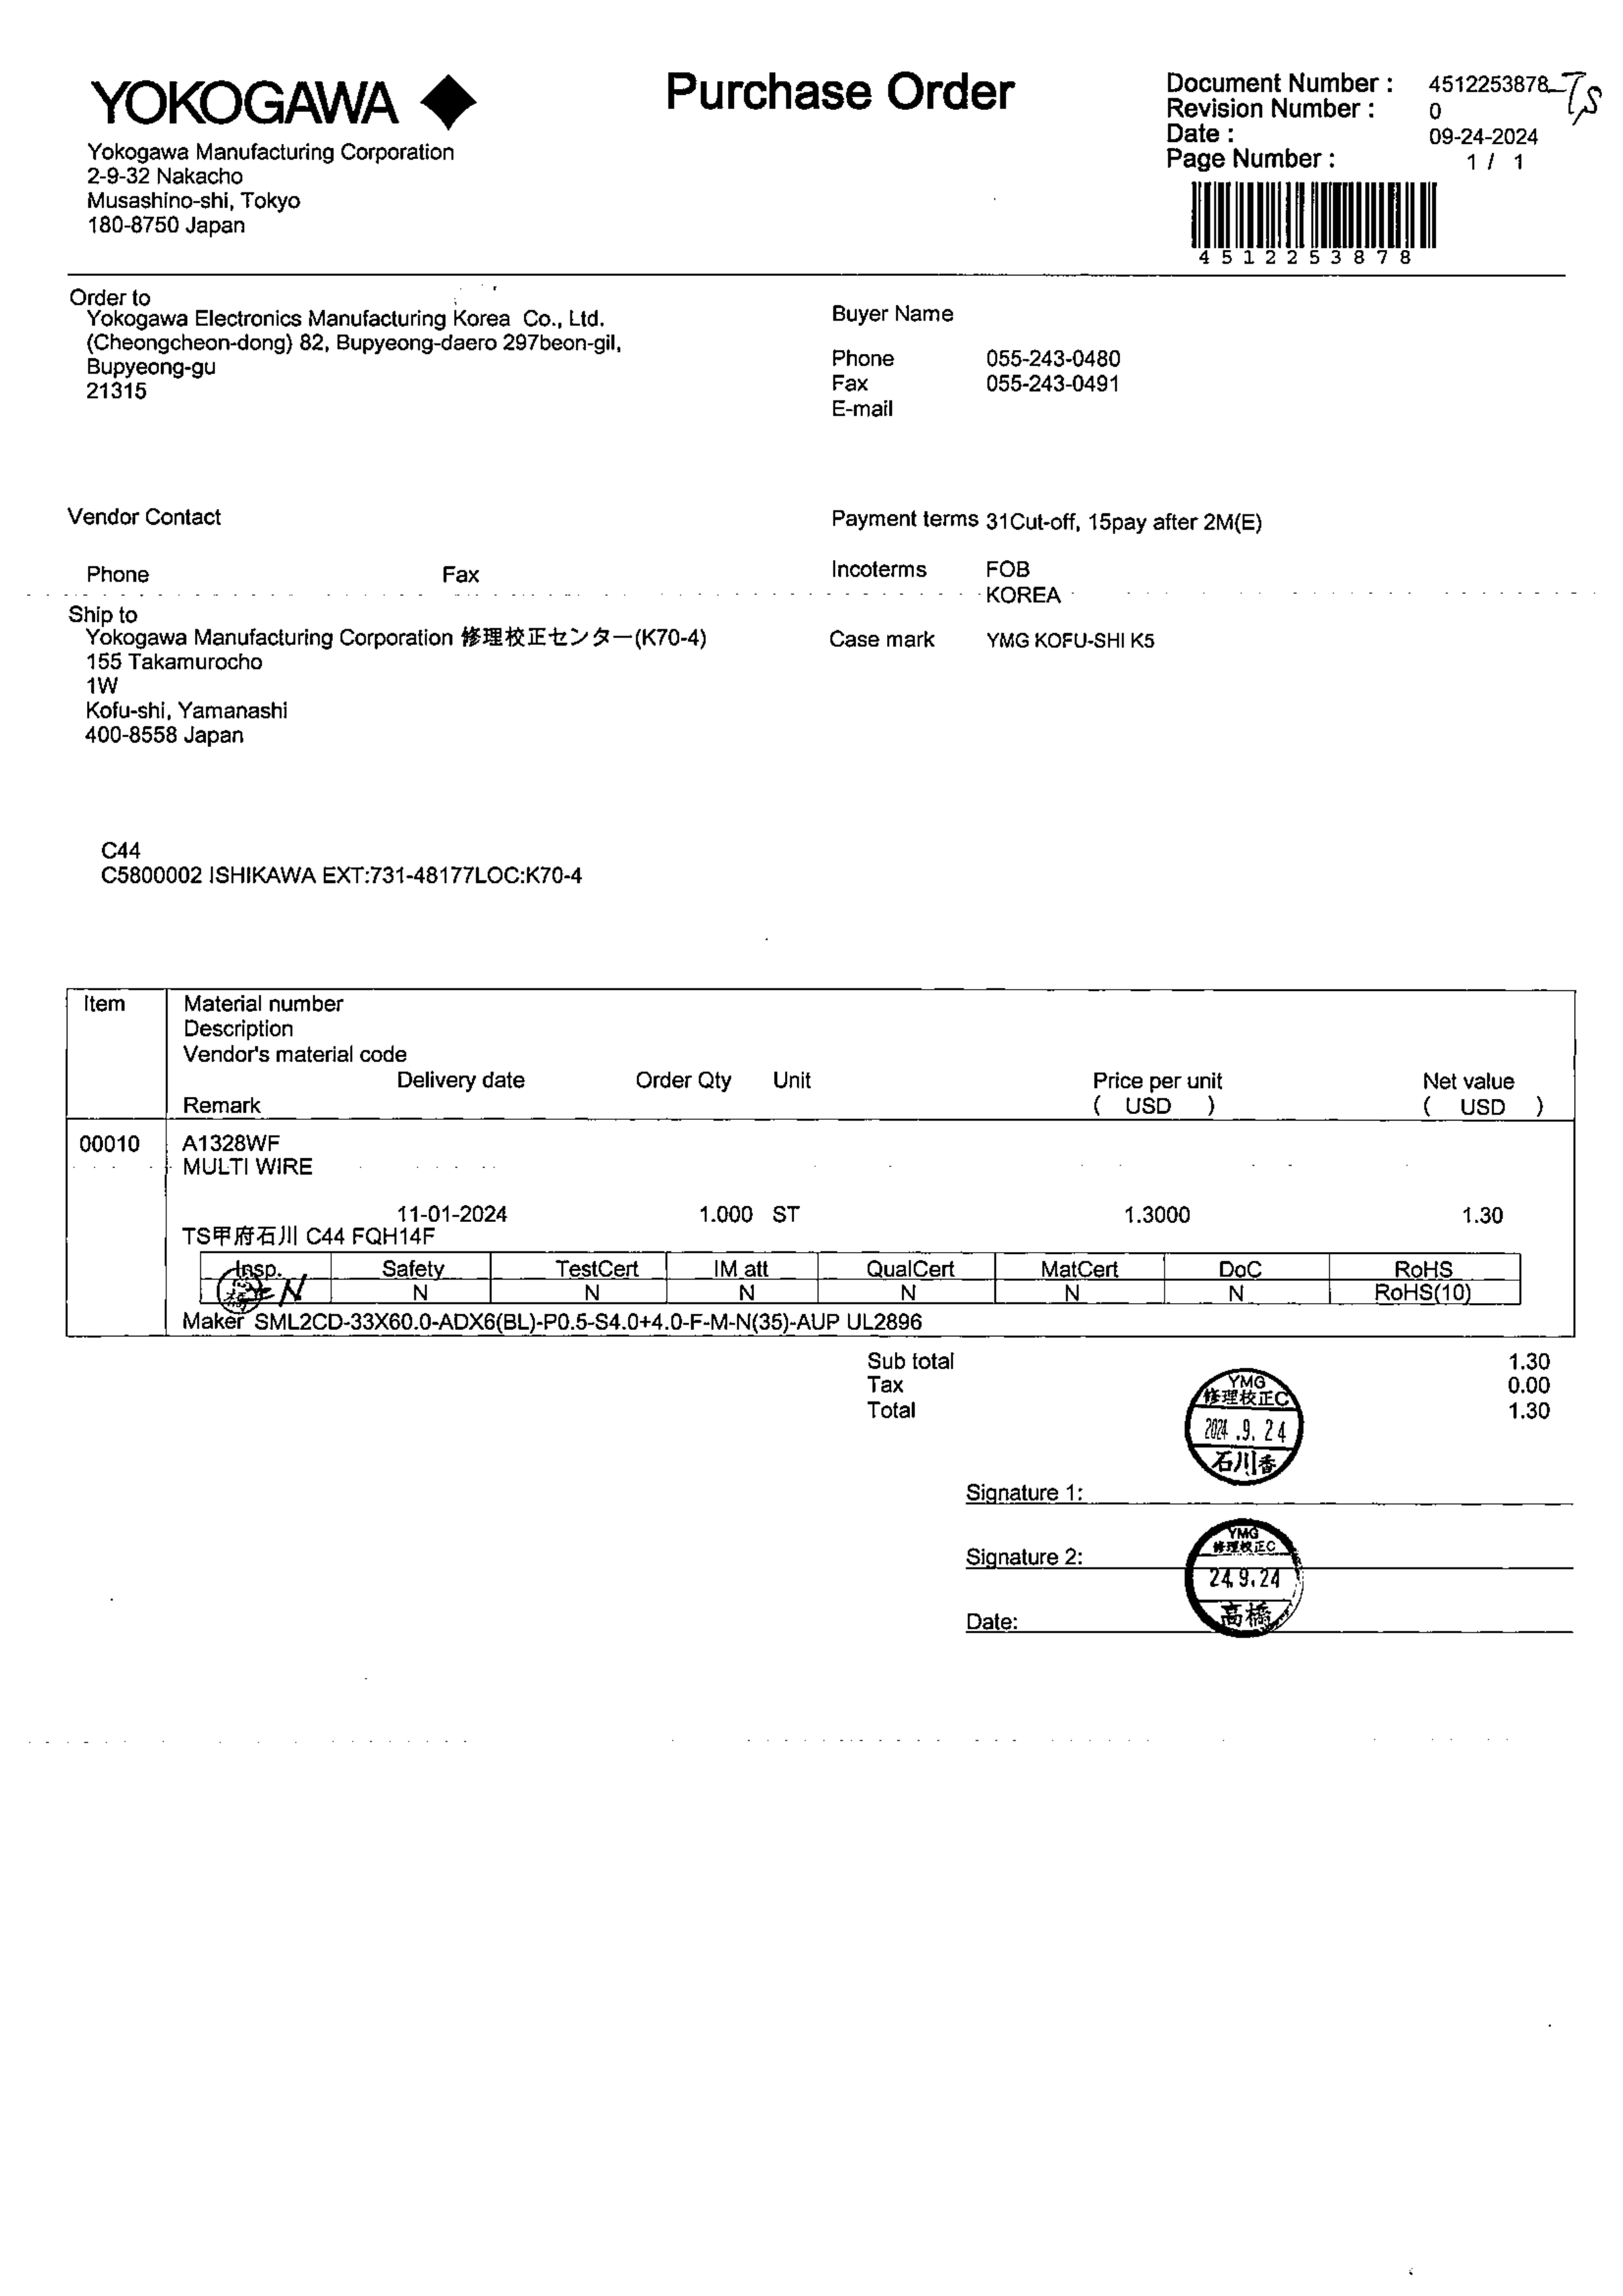 YOKOGAWA
Purchase Order
Document Number : 4512253878 TS
Revision Number : 0
Date : 09-24-2024
Page Number : 1 / 1
4512253878
Yokogawa Manufacturing Corporation
2-9-32 Nakacho
Musashino-shi, Tokyo
180-8750 Japan
Order to
Yokogawa Electronics Manufacturing Korea Co., Ltd.
(Cheongcheon-dong) 82, Bupyeong-daero 297beon-gil,
Bupyeong-gu
21315
Buyer Name
Phone 055-243-0480
Fax 055-243-0491
E-mail
Vendor Contact
Phone Fax
Payment terms 31Cut-off, 15pay after 2M(E)
Incoterms FOB
KOREA
Ship to
Yokogawa Manufacturing Corporation 修理校正センター(K70-4)
155 Takamurocho
1W
Kofu-shi, Yamanashi
400-8558 Japan
Case mark YMG KOFU-SHI K5
C44
C5800002 ISHIKAWA EXT:731-48177LOC:K70-4
Item Material number
Description
Vendor's material code
Delivery date Order Qty Unit Price per unit Net value
Remark ( USD ) ( USD )
00010 A1328WF
MULTI WIRE
11-01-2024 1.000 ST 1.3000 1.30
TS甲府石川 C44 FQH14F
Insp. Safety TestCert IM att QualCert MatCert DoC RoHS
N N N N N N N RoHS(10)
Maker SML2CD-33X60.0-ADX6(BL)-P0.5-S4.0+4.0-F-M-N(35)-AUP UL2896
Sub total 1.30
Tax 0.00
Total 1.30
YMG
修理校正C
2024.9.24
石川香
Signature 1:
YMG
修理校正C
Signature 2:
24.9.24
高橋
Date: